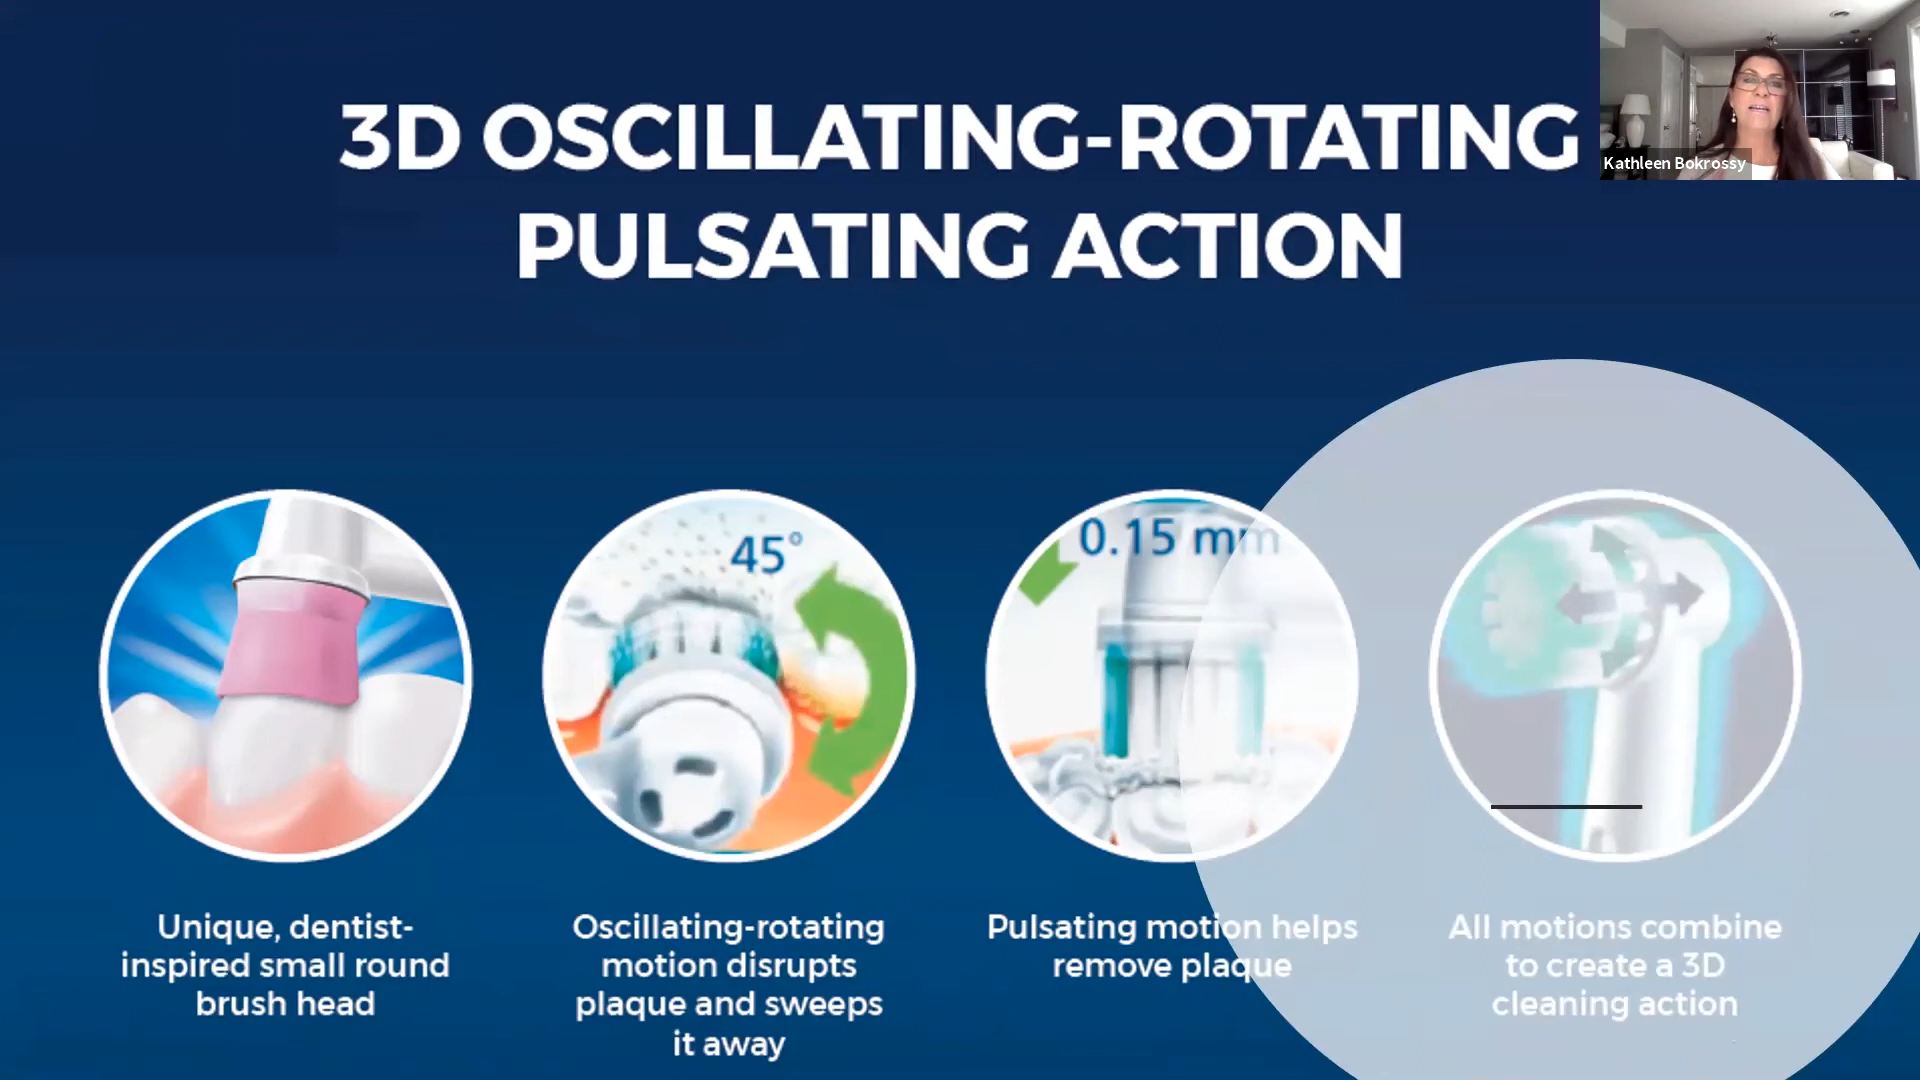 3D OSCILLATING-ROTATING
PULSATING ACTION
Kathleen Bokrossy
45°
0.15 mm
Unique, dentist-
inspired small round
brush head
Oscillating-rotating
motion disrupts
plaque and sweeps
it away
Pulsating motion helps
remove plaque
All motions combine
to create a 3D
cleaning action